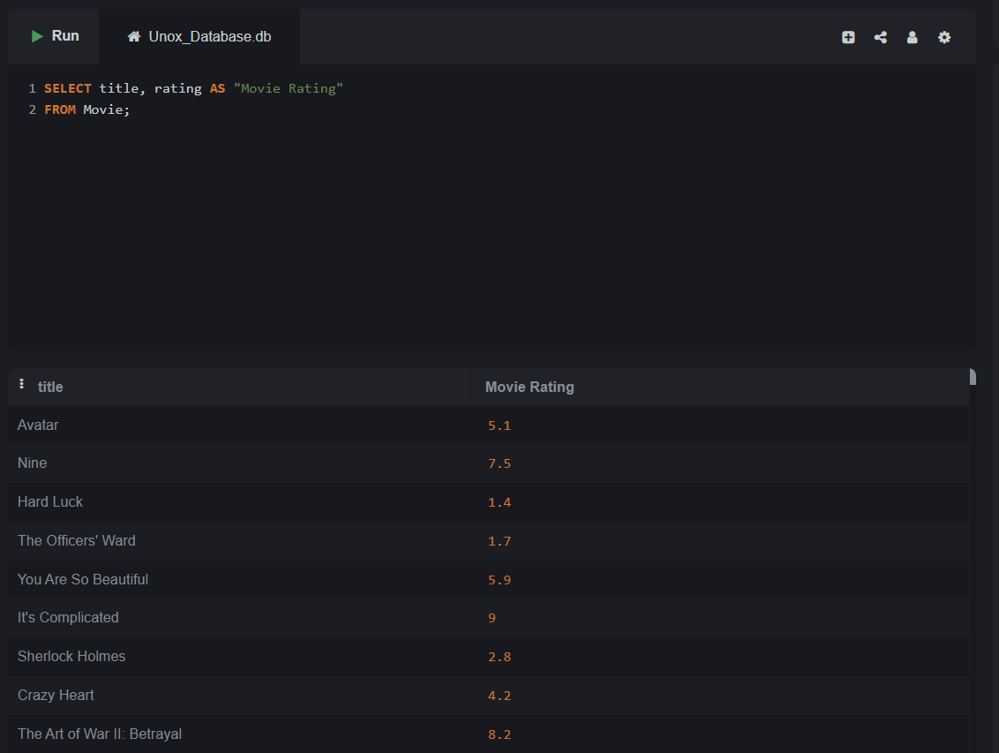 Run Unox_Database.db
1 SELECT title, rating AS "Movie Rating"
2 FROM Movie;
title Movie Rating
Avatar 5.1
Nine 7.5
Hard Luck 1.4
The Officers' Ward 1.7
You Are So Beautiful 5.9
It's Complicated 9
Sherlock Holmes 2.8
Crazy Heart 4.2
The Art of War II: Betrayal 8.2